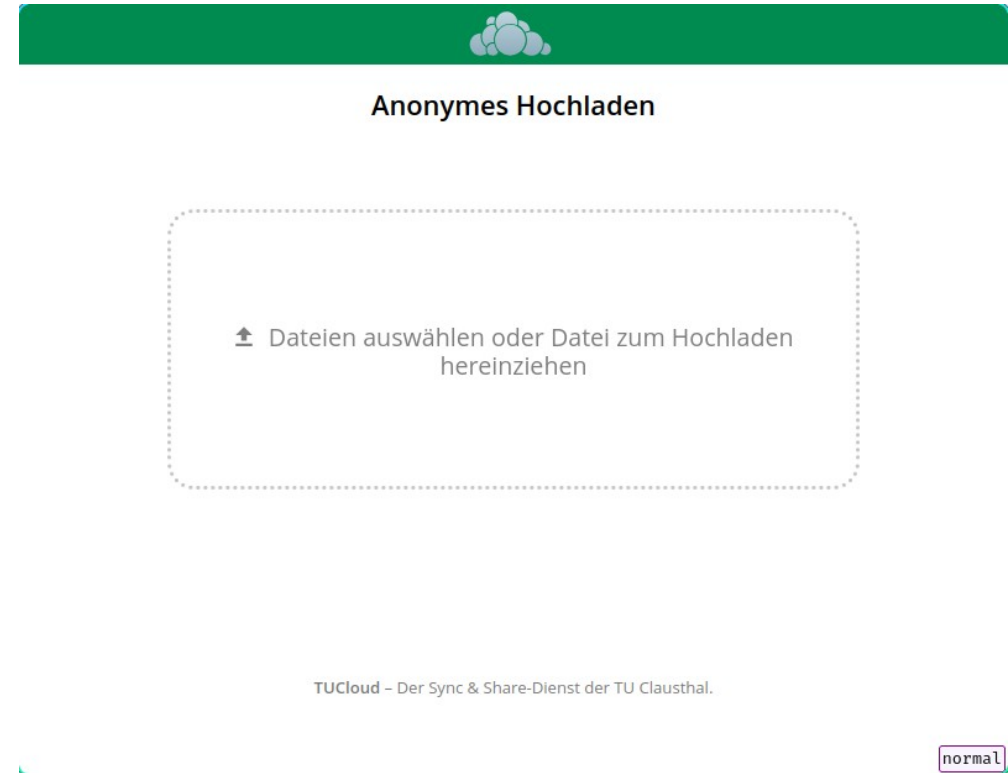 Anonymes Hochladen
Dateien auswählen oder Datei zum Hochladen
hereinziehen
TUCloud – Der Sync & Share-Dienst der TU Clausthal.
normal